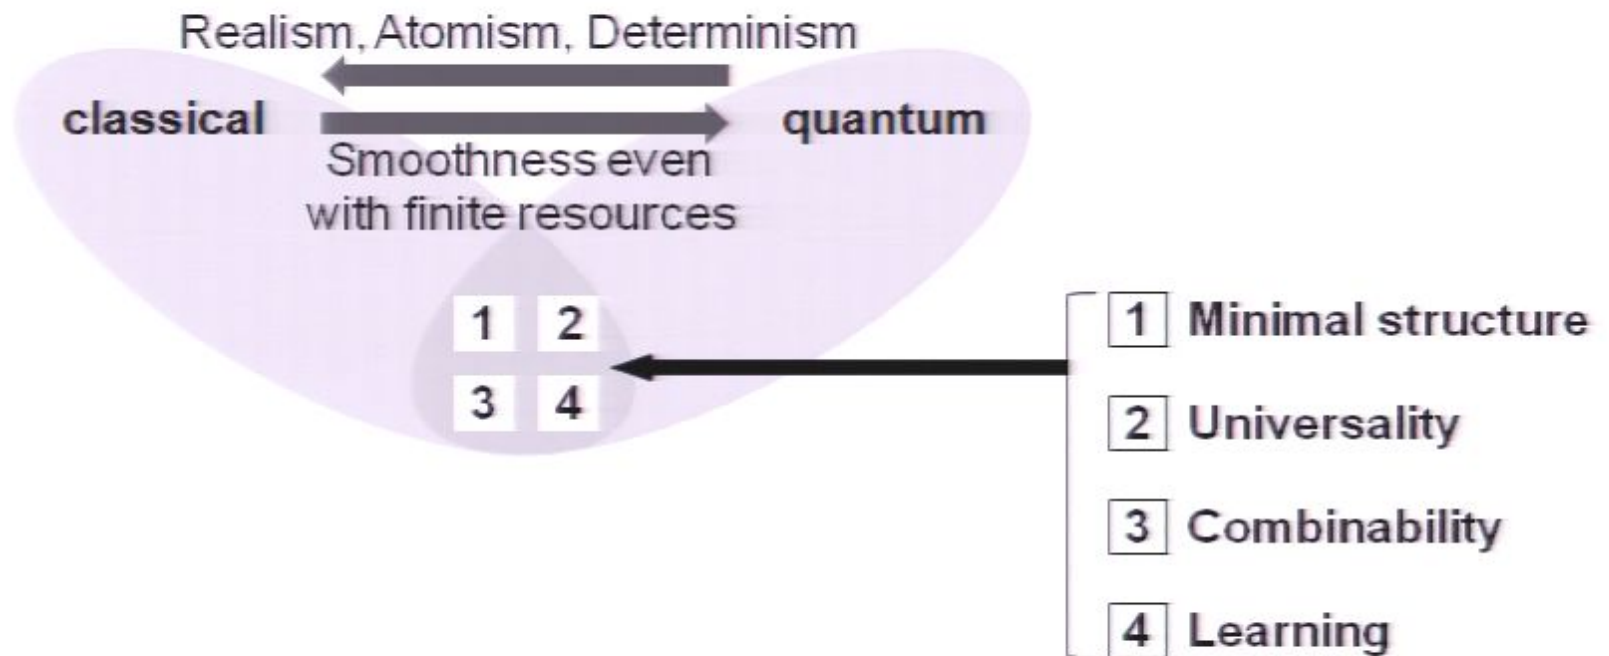 Realism, Atomism, Determinism
classical
quantum
Smoothness even
with finite resources
1 2
3 4
1 Minimal structure
2 Universality
3 Combinability
4 Learning